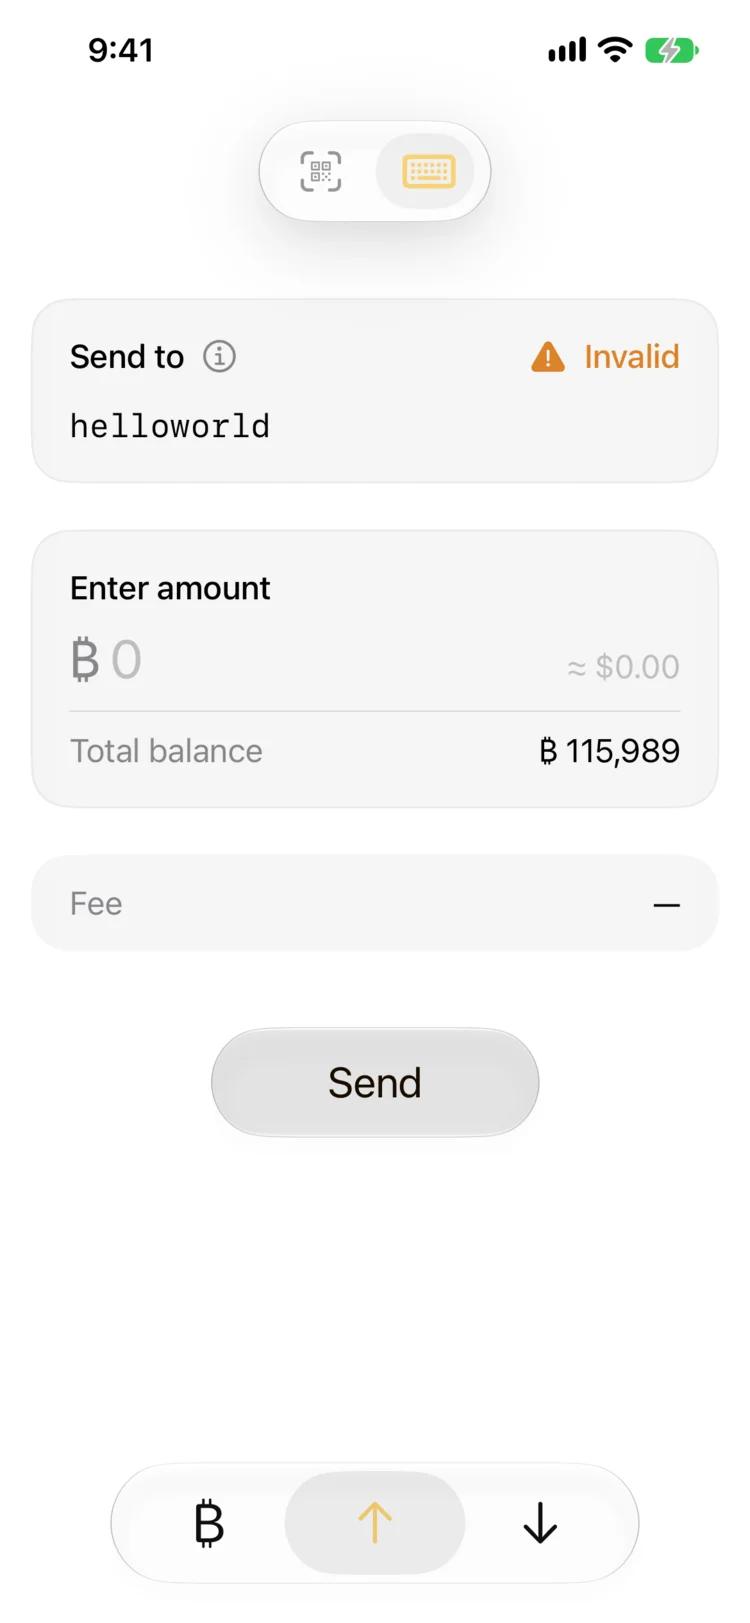 9:41
Send to
Invalid
helloworld
Enter amount
₿ 0
≈ $0.00
Total balance
₿ 115,989
Fee
—
Send
₿